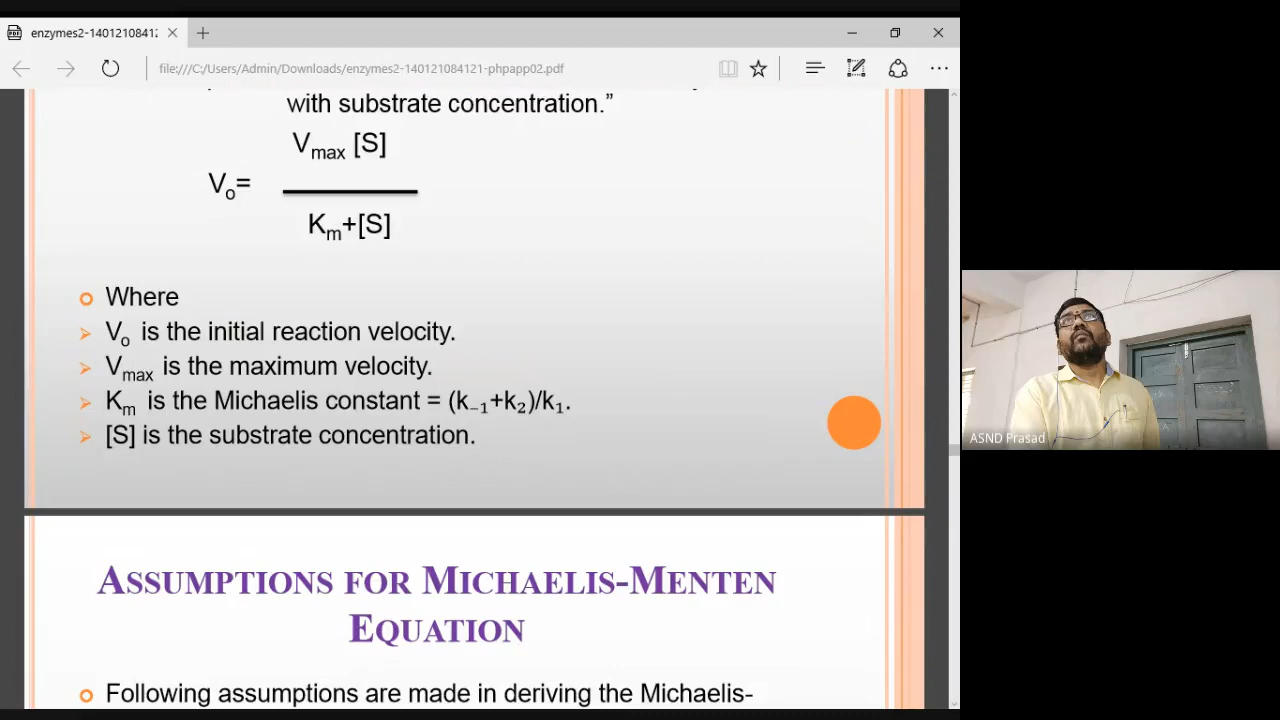 enzymes2-1401210841
file:///C:/Users/Admin/Downloads/enzymes2-140121084121-phpapp02.pdf
with substrate concentration.”
Vmax [S]
Vo=
Km+[S]
Where
Vo is the initial reaction velocity.
Vmax is the maximum velocity.
Km is the Michaelis constant = (k₋₁+k₂)/k₁.
[S] is the substrate concentration.
ASSUMPTIONS FOR MICHAELIS-MENTEN
EQUATION
Following assumptions are made in deriving the Michaelis-
ASND Prasad